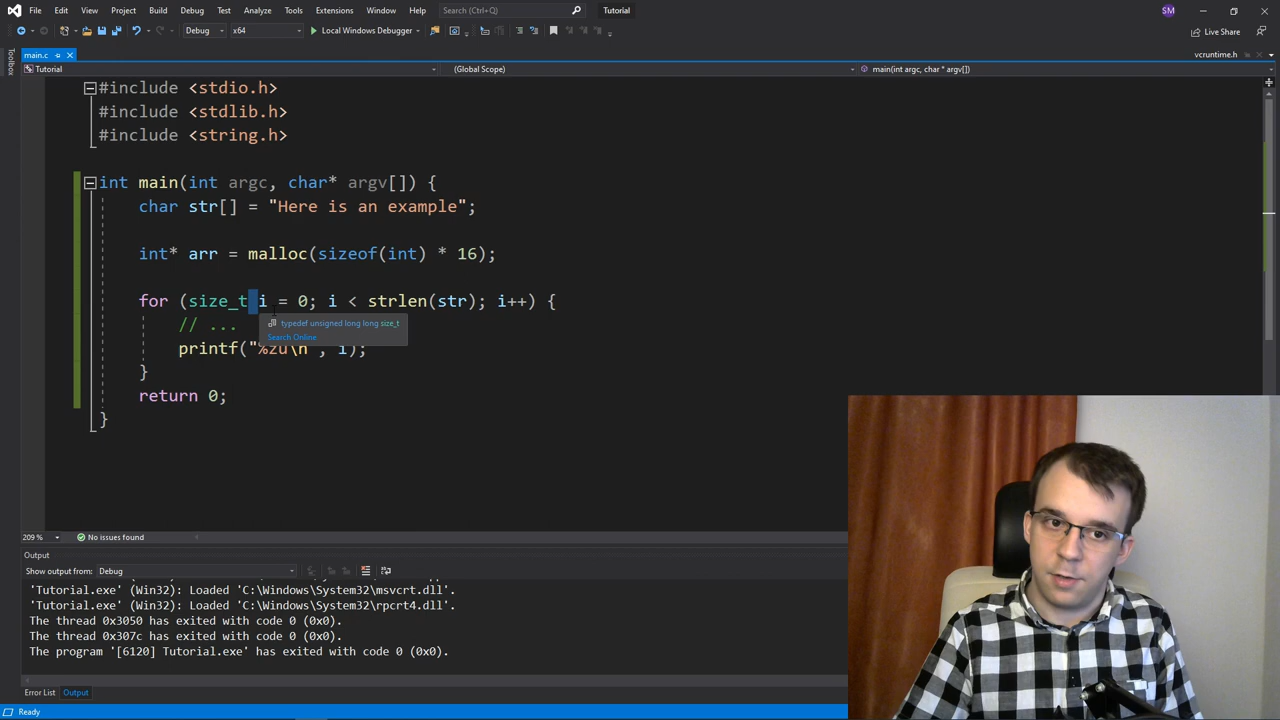 File Edit View Project Build Debug Test Analyze Tools Extensions Window Help Search (Ctrl+Q) Tutorial SM
Debug x64 Local Windows Debugger Live Share
Toolbox
main.c vcruntime.h
Tutorial (Global Scope) main(int argc, char * argv[])
#include <stdio.h>
#include <stdlib.h>
#include <string.h>
int main(int argc, char* argv[]) {
char str[] = "Here is an example";
int* arr = malloc(sizeof(int) * 16);
for (size_t i = 0; i < strlen(str); i++) {
// ...
typedef unsigned long long size_t
Search Online
printf("%zu\n", i);
}
return 0;
}
209 % No issues found
Output
Show output from: Debug
'Tutorial.exe' (Win32): Loaded 'C:\Windows\System32\msvcrt.dll'.
'Tutorial.exe' (Win32): Loaded 'C:\Windows\System32\rpcrt4.dll'.
The thread 0x3050 has exited with code 0 (0x0).
The thread 0x307c has exited with code 0 (0x0).
The program '[6120] Tutorial.exe' has exited with code 0 (0x0).
Error List Output
Ready